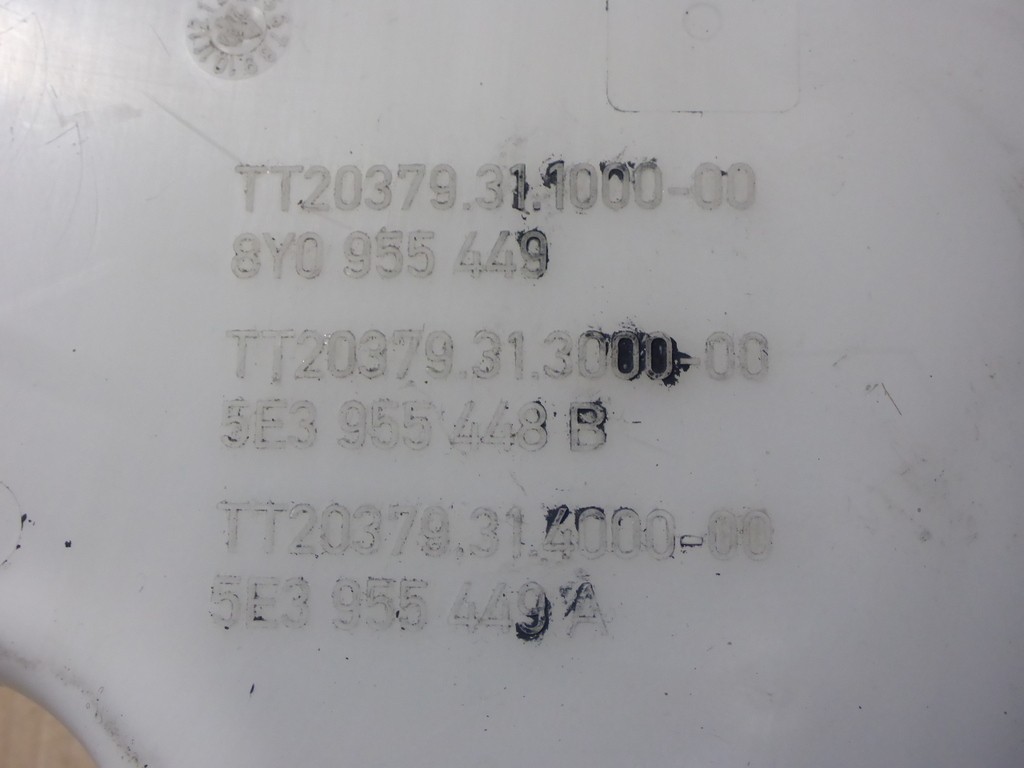 TT20379.31.1000-00
8Y0 955 449
TT20379.31.3000-00
5E3 955 448 B
TT20379.31.4000-00
5E3 955 449 A